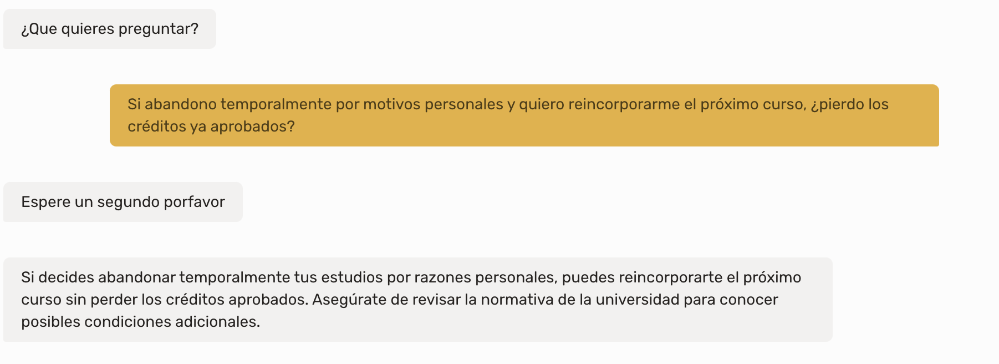 ¿Que quieres preguntar?
Si abandono temporalmente por motivos personales y quiero reincorporarme el próximo curso, ¿pierdo los
créditos ya aprobados?
Espere un segundo porfavor
Si decides abandonar temporalmente tus estudios por razones personales, puedes reincorporarte el próximo
curso sin perder los créditos aprobados. Asegúrate de revisar la normativa de la universidad para conocer
posibles condiciones adicionales.